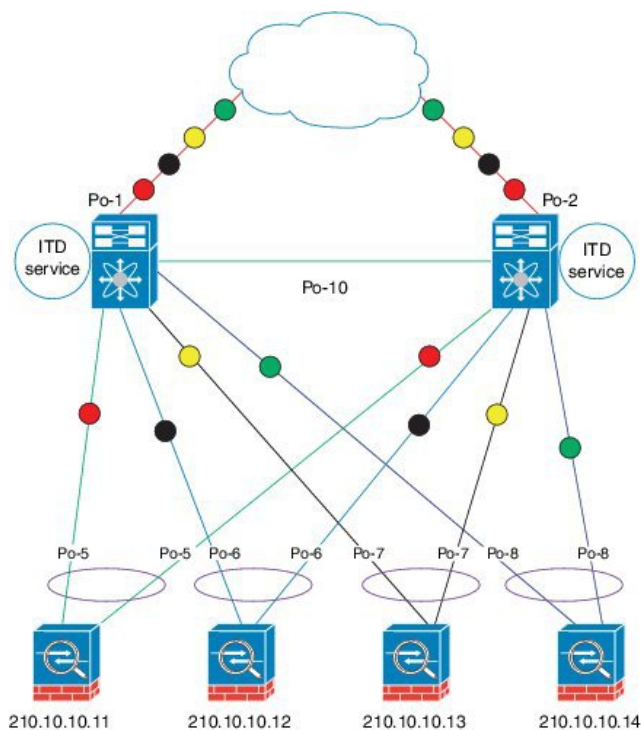 Po-1
Po-2
ITD
service
ITD
service
Po-10
Po-5 Po-5 Po-6 Po-6 Po-7 Po-7 Po-8 Po-8
210.10.10.11 210.10.10.12 210.10.10.13 210.10.10.14